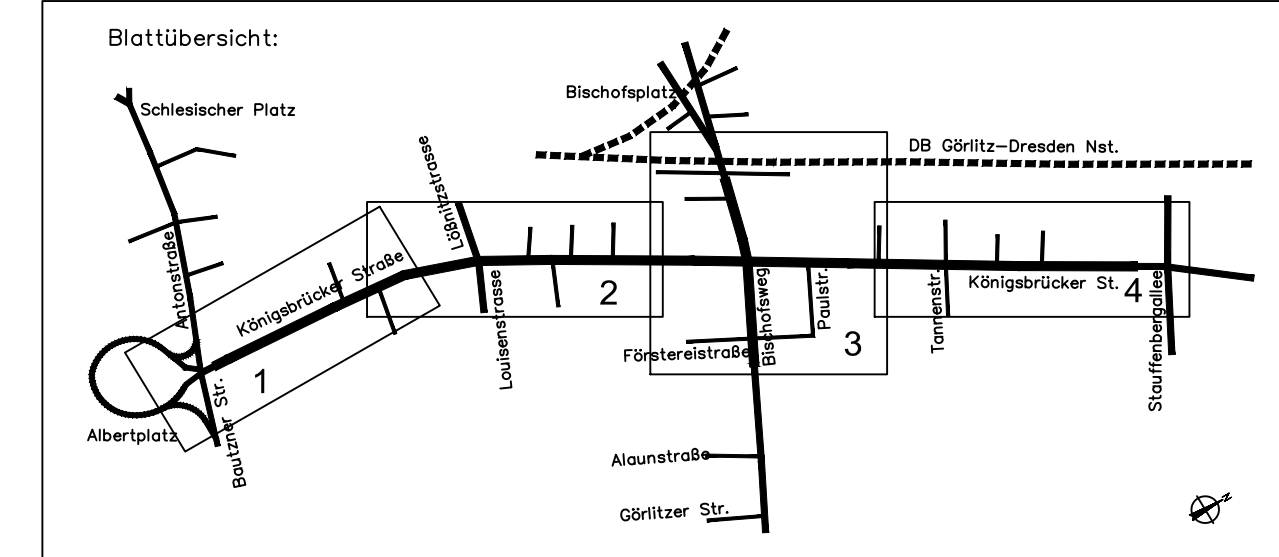 Blattübersicht:
Schlesischer Platz
Bischofsplatz
DB Görlitz–Dresden Nst.
Lößnitzstrasse
Antonstraße
Königsbrücker Straße
Königsbrücker St.
1
2
3
4
Louisenstrasse
Bischofsweg
Paulstr.
Tannenstr.
Stauffenbergallee
Förstereistraße
Albertplatz
Bautzner Str.
Alaunstraße
Görlitzer Str.
N